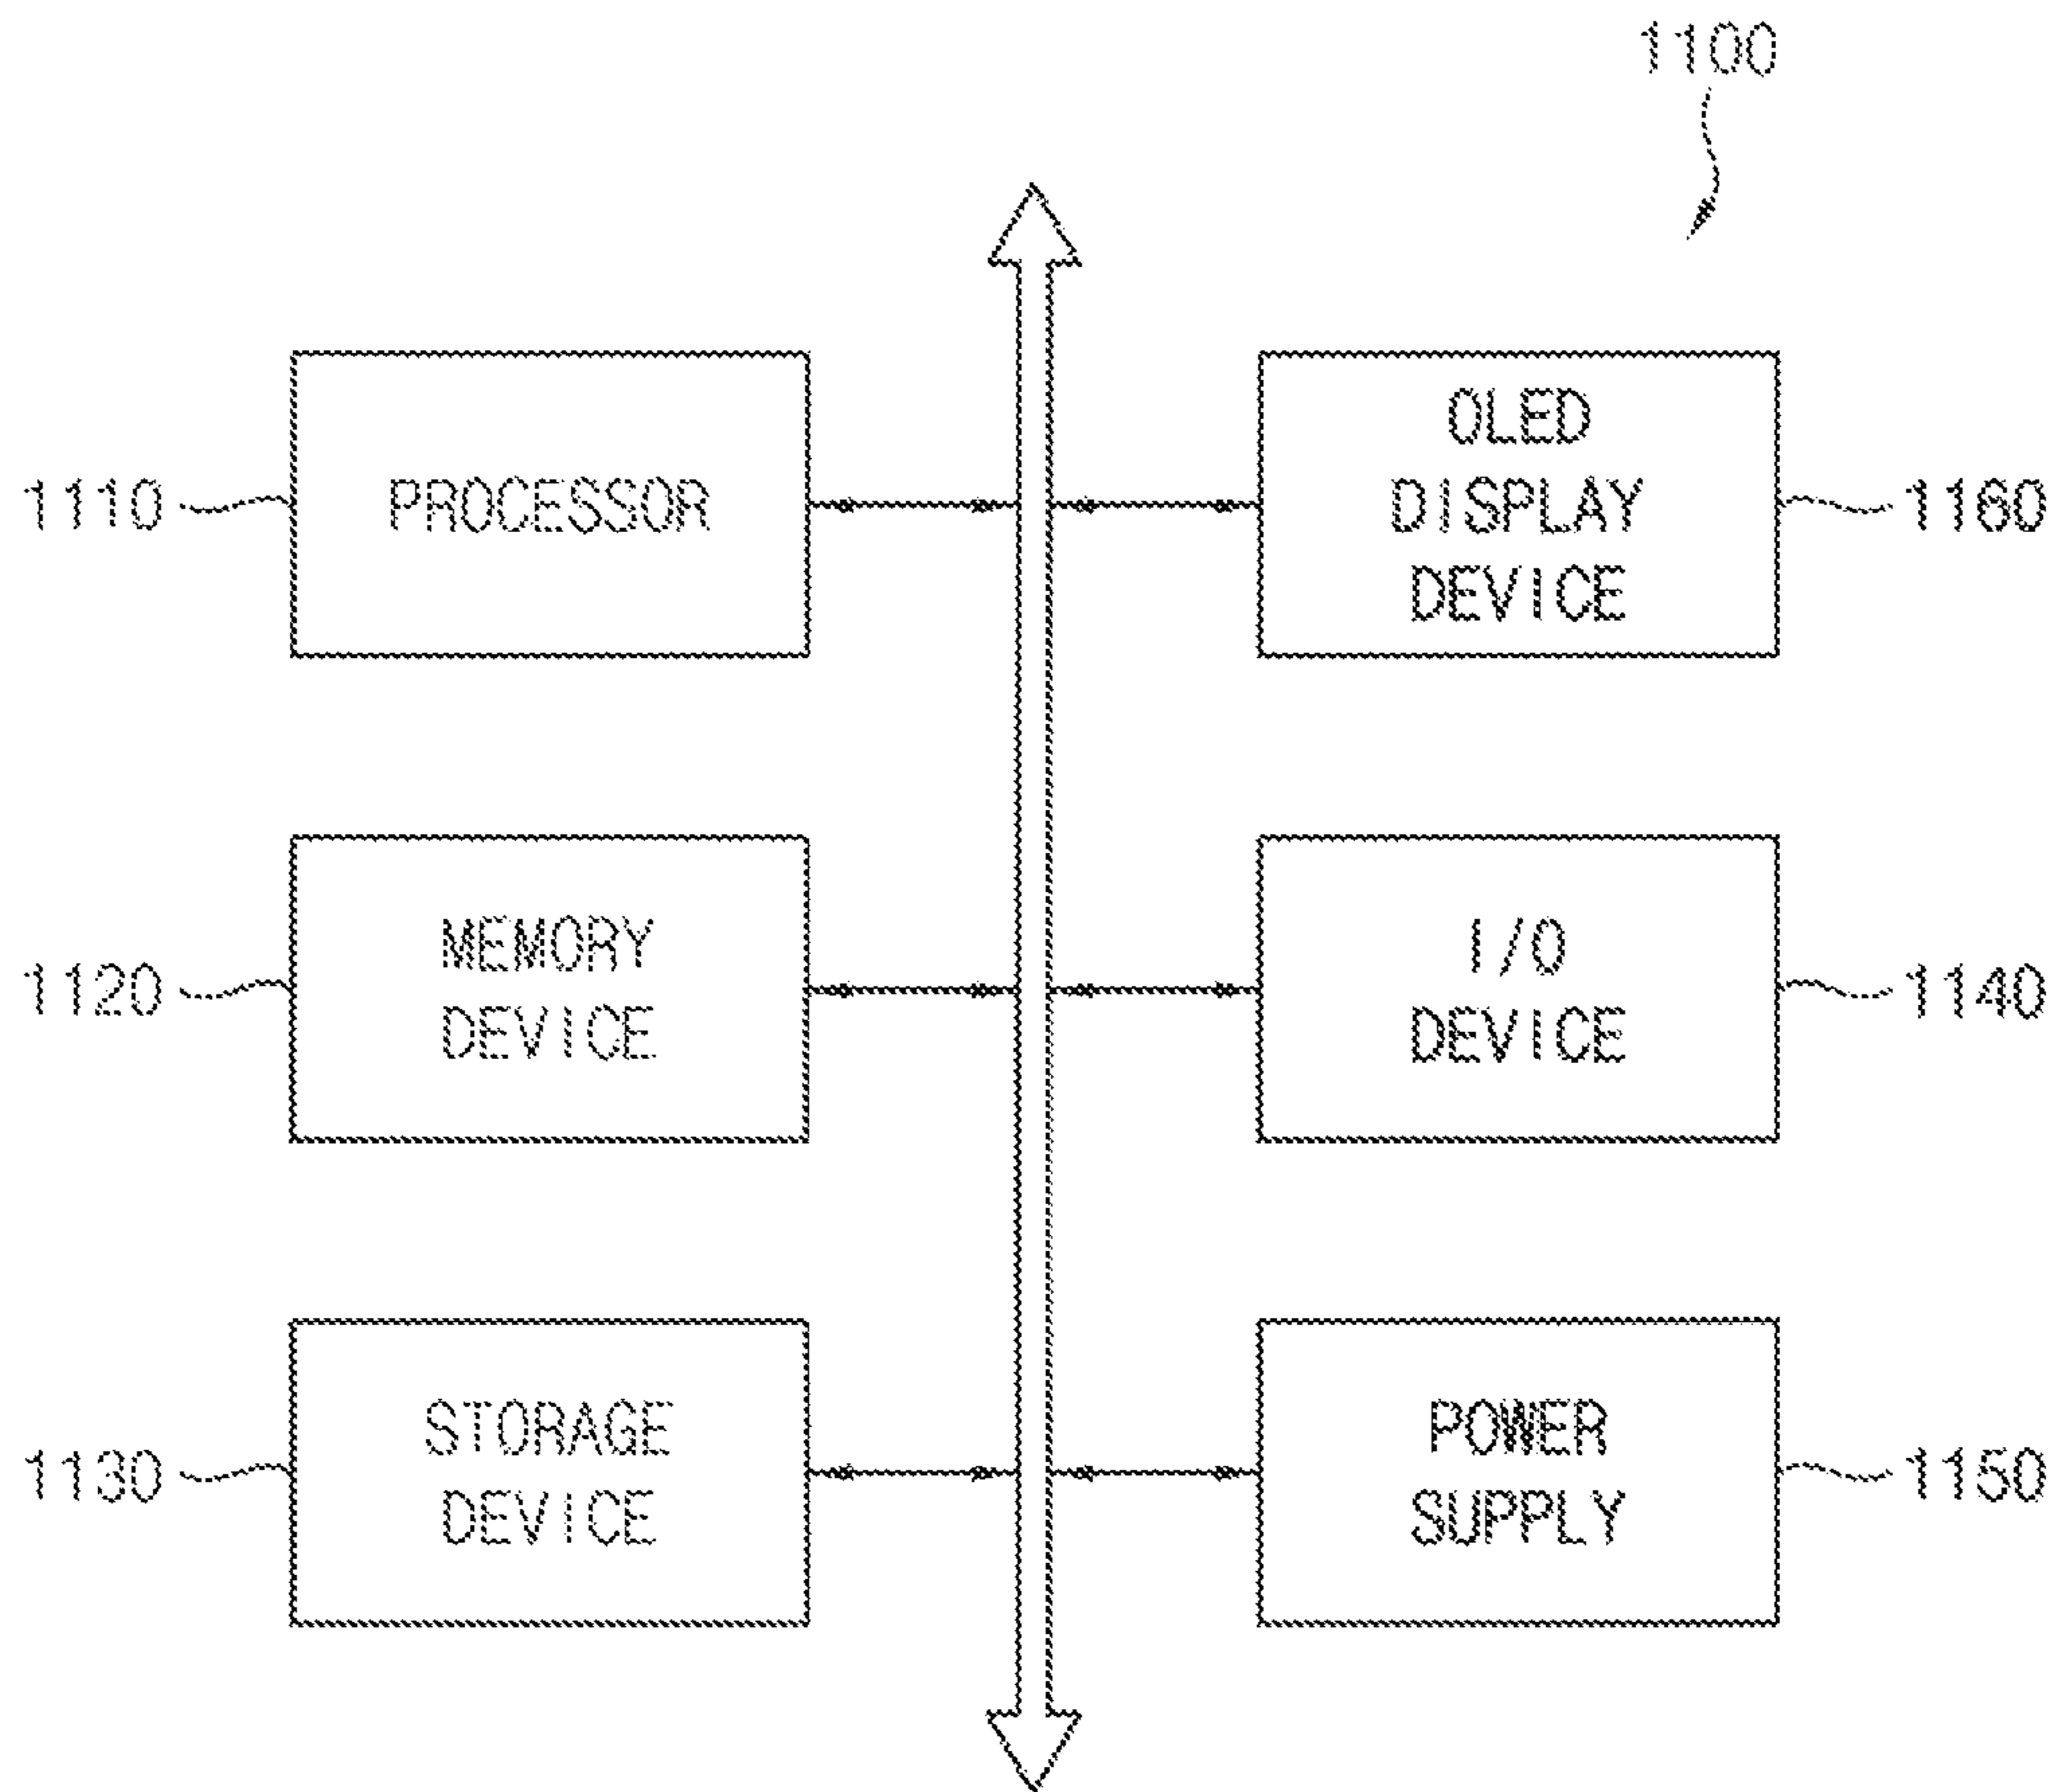 1100
1110
PROCESSOR
OLED
DISPLAY
DEVICE
1160
1120
MEMORY
DEVICE
I/O
DEVICE
1140
1130
STORAGE
DEVICE
POWER
SUPPLY
1150